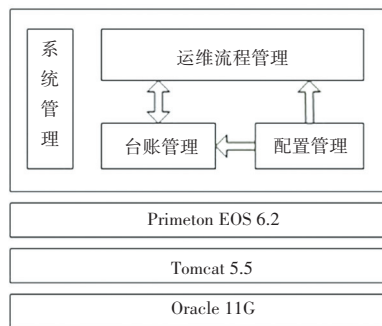 系统管理
运维流程管理
台账管理
配置管理
Primeton EOS 6.2
Tomcat 5.5
Oracle 11G